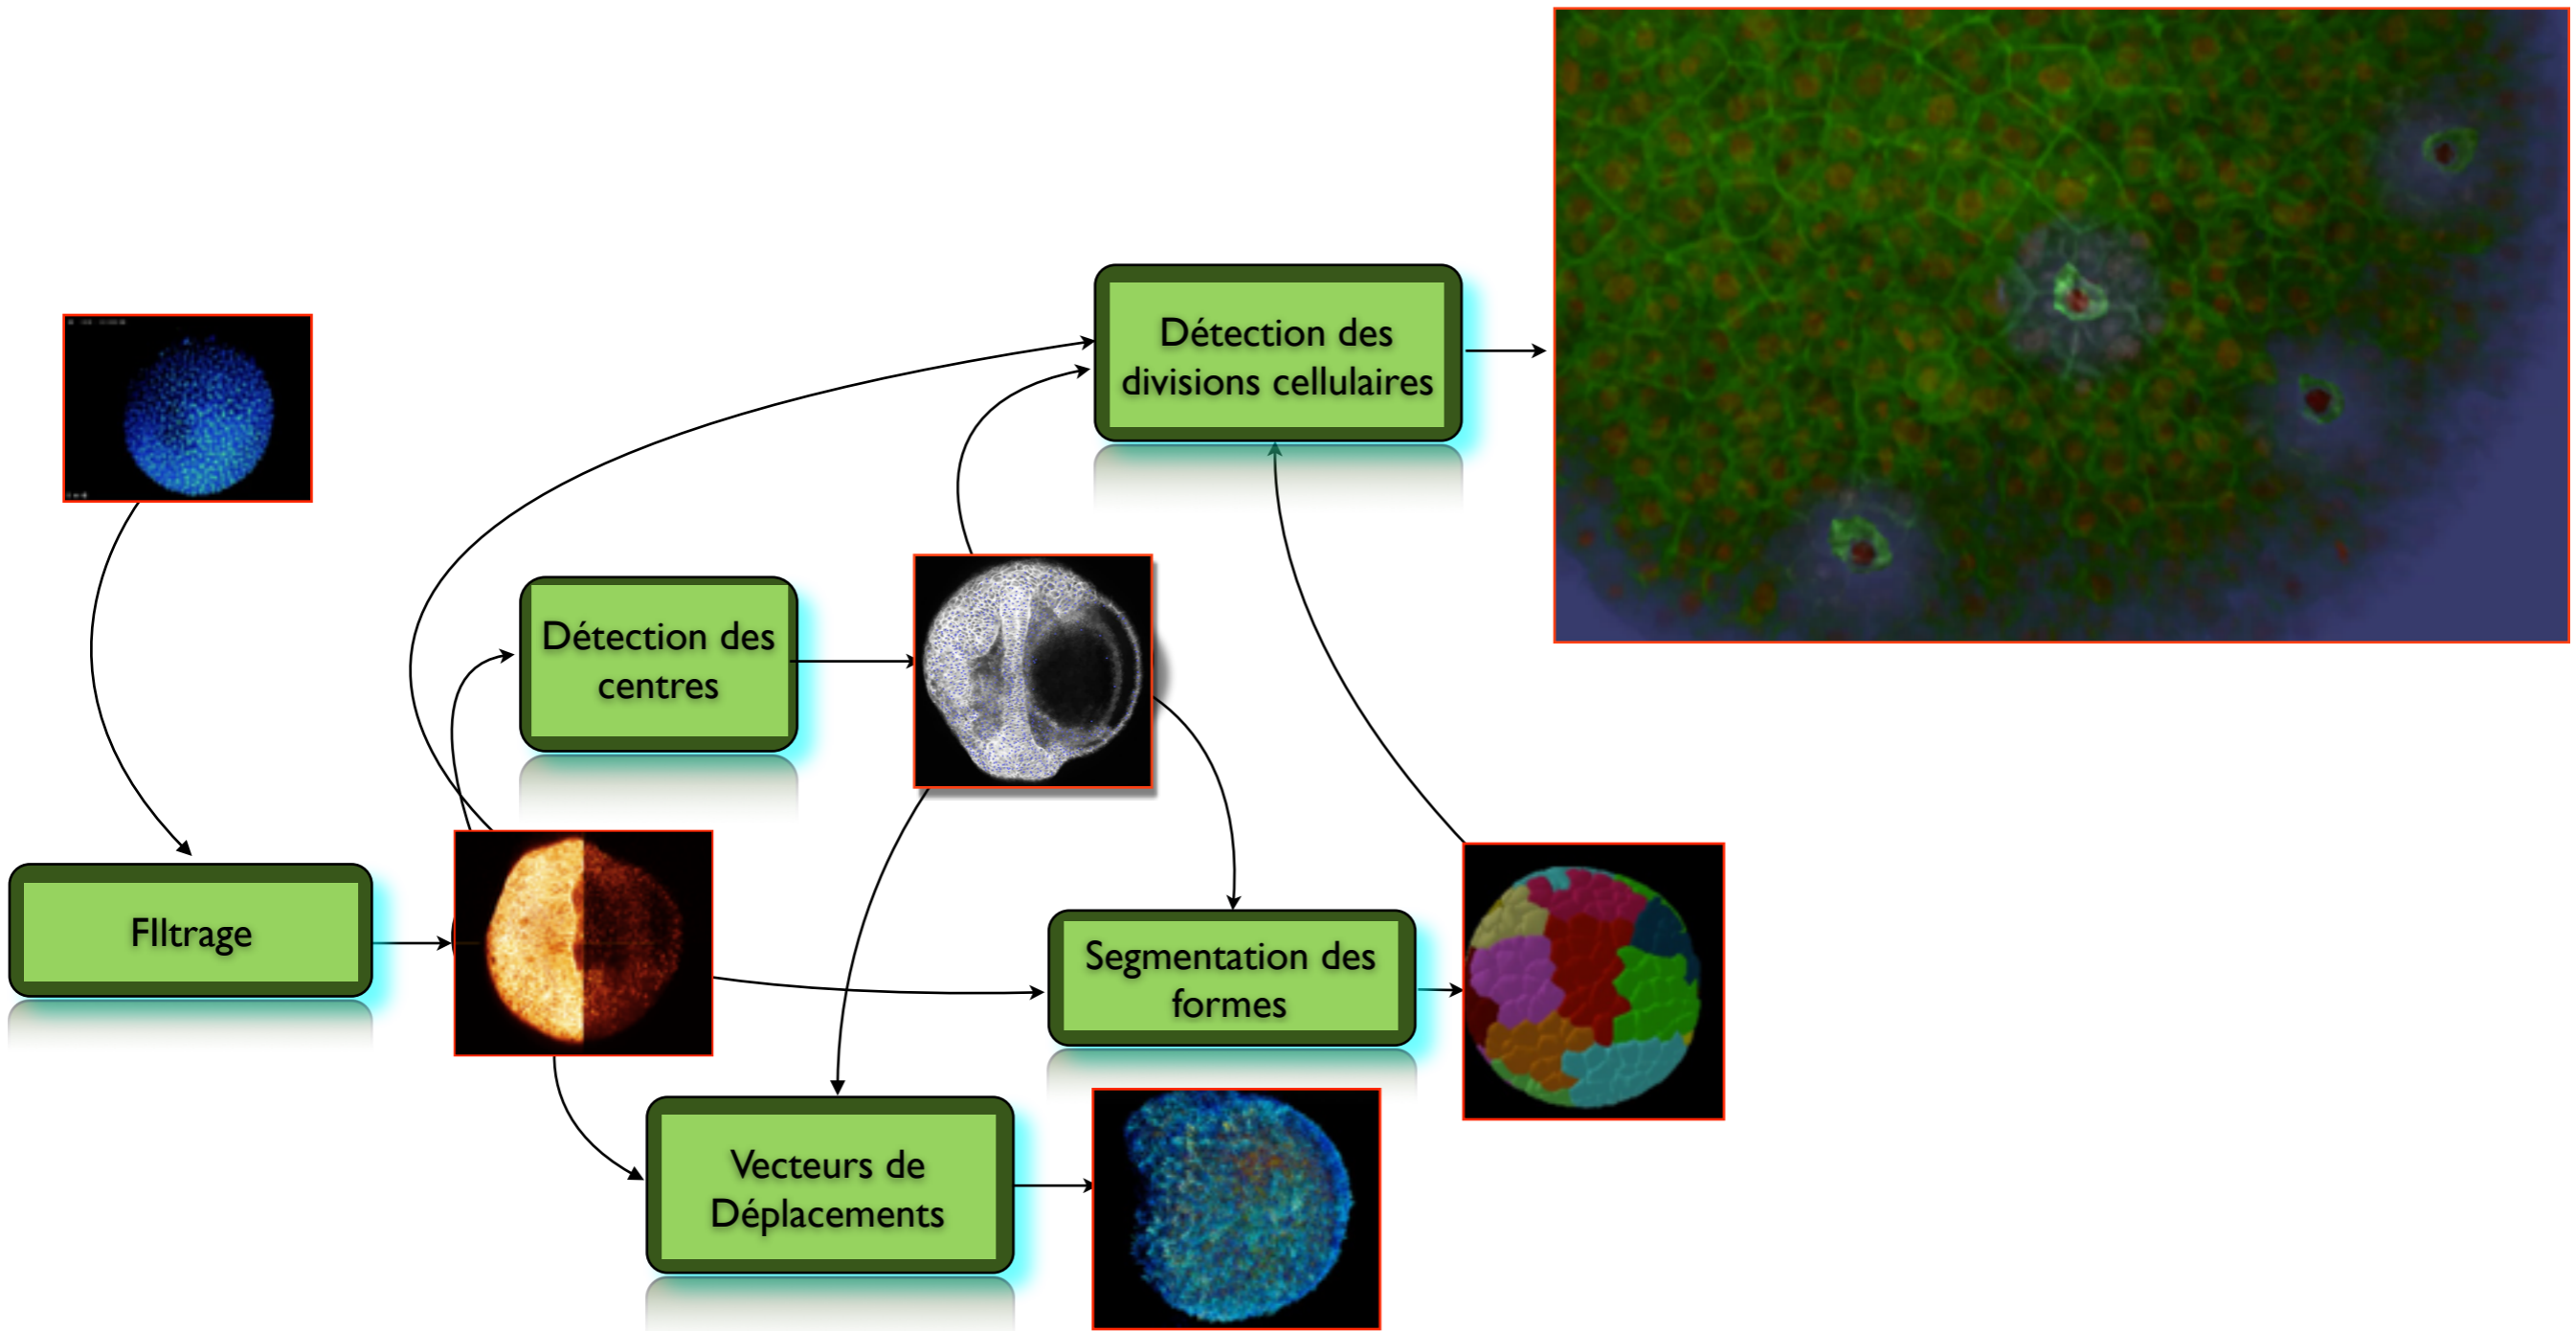 Détection des
divisions cellulaires
Détection des
centres
FIltrage
Segmentation des
formes
Vecteurs de
Déplacements